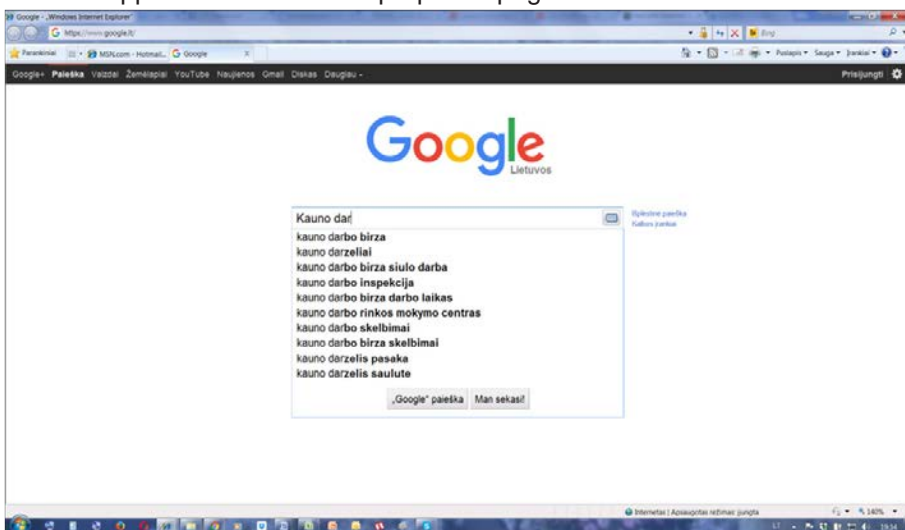 Google - „Windows Internet Explorer“
https://www.google.lt/
Bing
Parankiniai MSN.com - Hotmail... Google X
Puslapis Sauga Įrankiai
Google+ Paieška Vaizdai Žemėlapiai YouTube Naujienos Gmail Diskas Daugiau Prisijungti
Google
Lietuvos
Kauno dar
Išplėstinė paieška
Kalbos įrankiai
kauno darbo birza
kauno darzeliai
kauno darbo birza siulo darba
kauno darbo inspekcija
kauno darbo birza darbo laikas
kauno darbo rinkos mokymo centras
kauno darbo skelbimai
kauno darbo birza skelbimai
kauno darzelis pasaka
kauno darzelis saulute
„Google“ paieška Man sekasi!
Internetas | Apsaugotas režimas: įjungta 140%
LT 19:34